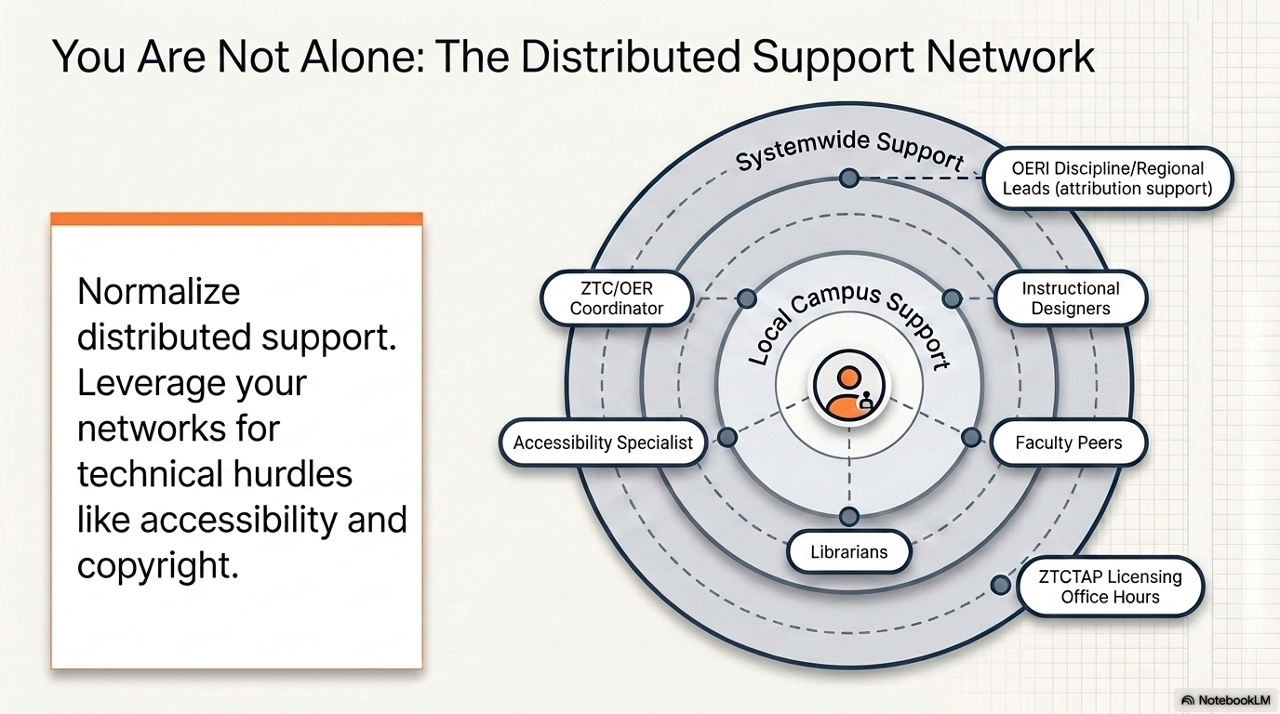 You Are Not Alone: The Distributed Support Network
Normalize
distributed support.
Leverage your
networks for
technical hurdles
like accessibility and
copyright.
Systemwide Support
OERI Discipline/Regional
Leads (attribution support)
ZTC/OER
Coordinator
Local Campus Support
Instructional
Designers
Accessibility Specialist
Faculty Peers
Librarians
ZTCTAP Licensing
Office Hours
NotebookLM